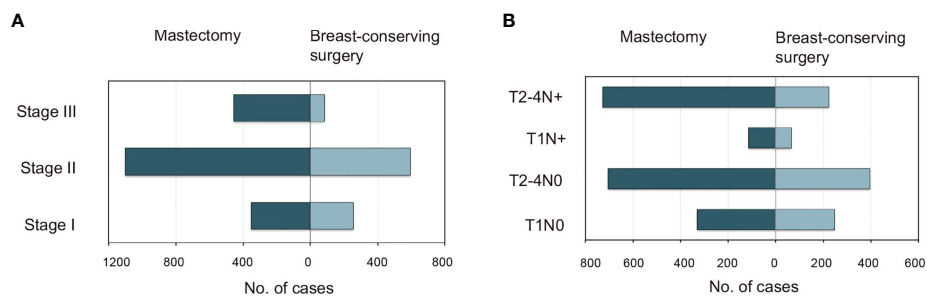 A
Mastectomy
Breast-conserving
surgery
Stage III
Stage II
Stage I
1200
400
0
400
800
No. of cases
B
Mastectomy
Breast-conserving
surgery
T2-4N+
T1N+
T2-4N0
T1N0
800
600
400
200
0
200
400
600
No. of cases